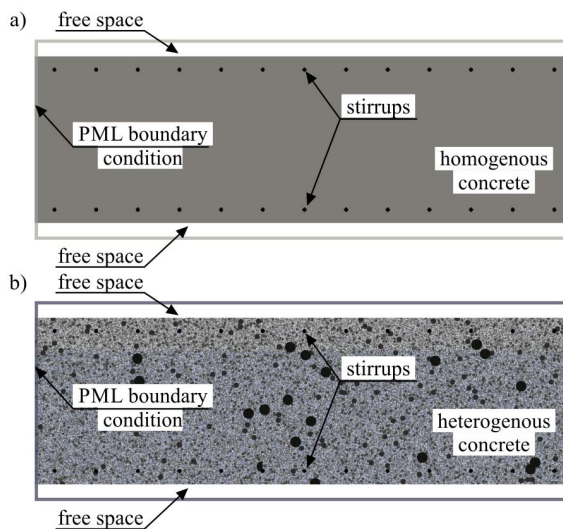 a)
free space
stirrups
PML boundary
condition
homogenous
concrete
free space
b)
free space
stirrups
PML boundary
condition
heterogenous
concrete
free space